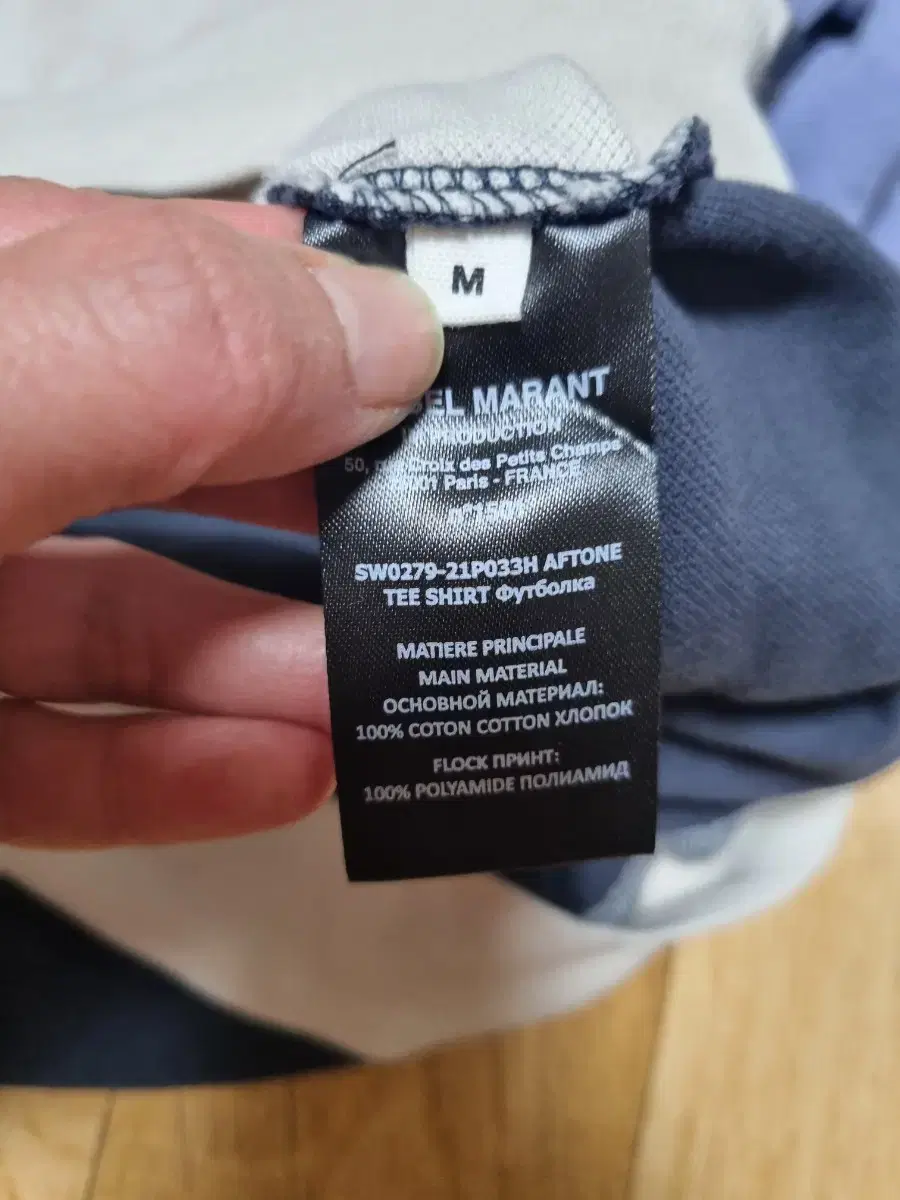 M
MARANT
PRODUCTION
50, Croix des Petits Champs
Paris - FRANCE
SW0279-21P033H AFTONE
TEE SHIRT Футболка
MATIERE PRINCIPALE
MAIN MATERIAL
ОСНОВНОЙ МАТЕРИАЛ:
100% COTON COTTON ХЛОПОК
FLOCK ПРИНТ:
100% POLYAMIDE ПОЛИАМИД